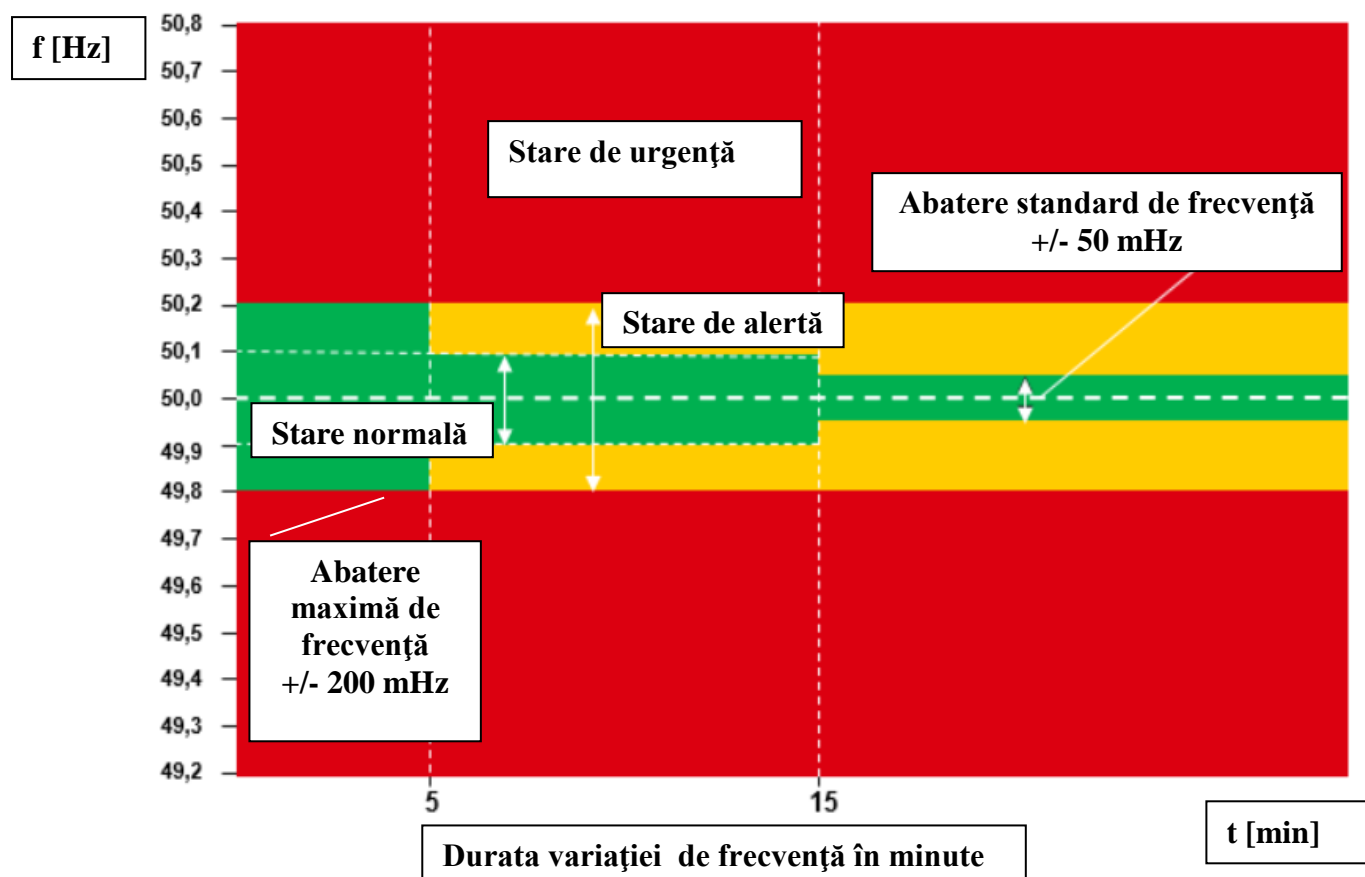 f [Hz]
50,8
50,7
50,6
50,5
50,4
50,3
50,2
50,1
50,0
49,9
49,8
49,7
49,6
49,5
49,4
49,3
49,2
Stare de urgenţă
Abatere standard de frecvenţă
+/- 50 mHz
Stare de alertă
Stare normală
Abatere
maximă de
frecvenţă
+/- 200 mHz
5
15
t [min]
Durata variaţiei de frecvenţă în minute